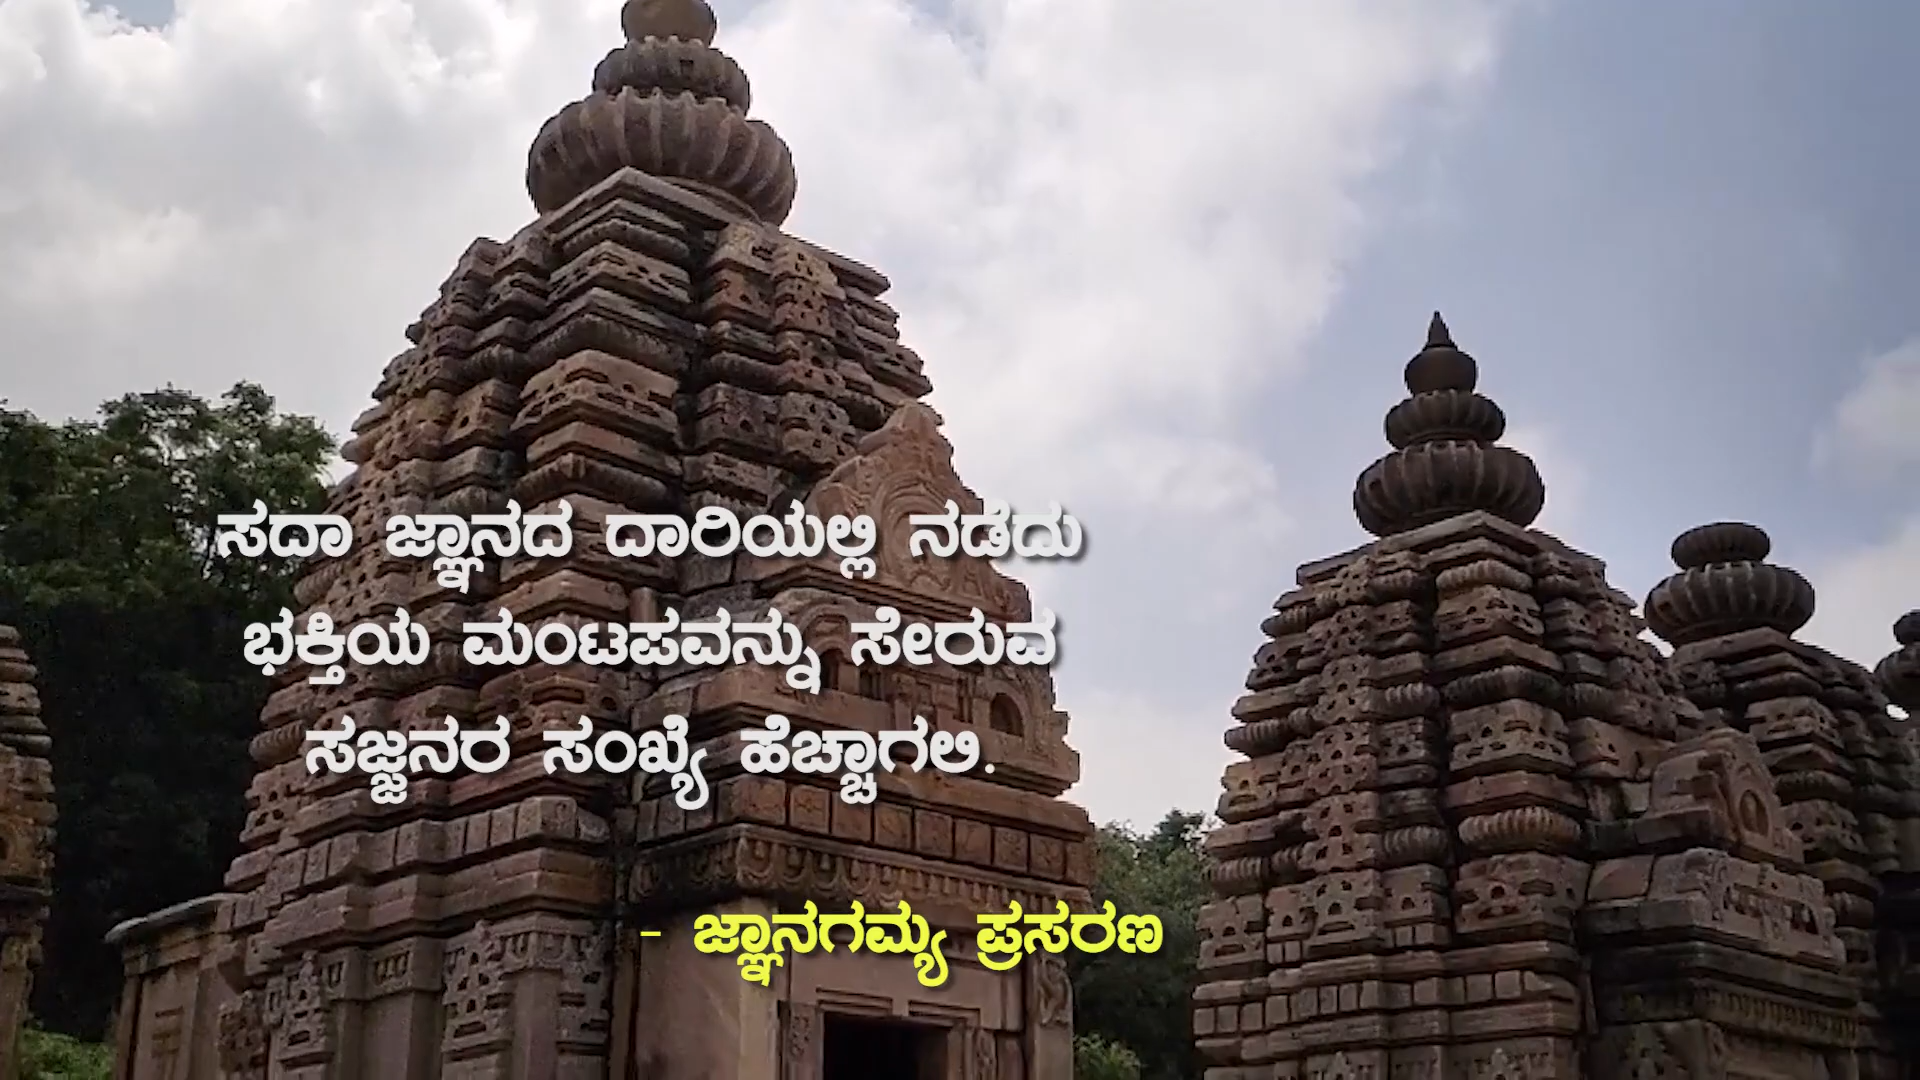 ಸದಾ ಜ್ಞಾನದ ದಾರಿಯಲ್ಲಿ ನಡೆದು
ಭಕ್ತಿಯ ಮಂಟಪವನ್ನು ಸೇರುವ
ಸಜ್ಜನರ ಸಂಖ್ಯೆ ಹೆಚ್ಚಾಗಲಿ.
- ಜ್ಞಾನಗಮ್ಯ ಪ್ರಸರಣ